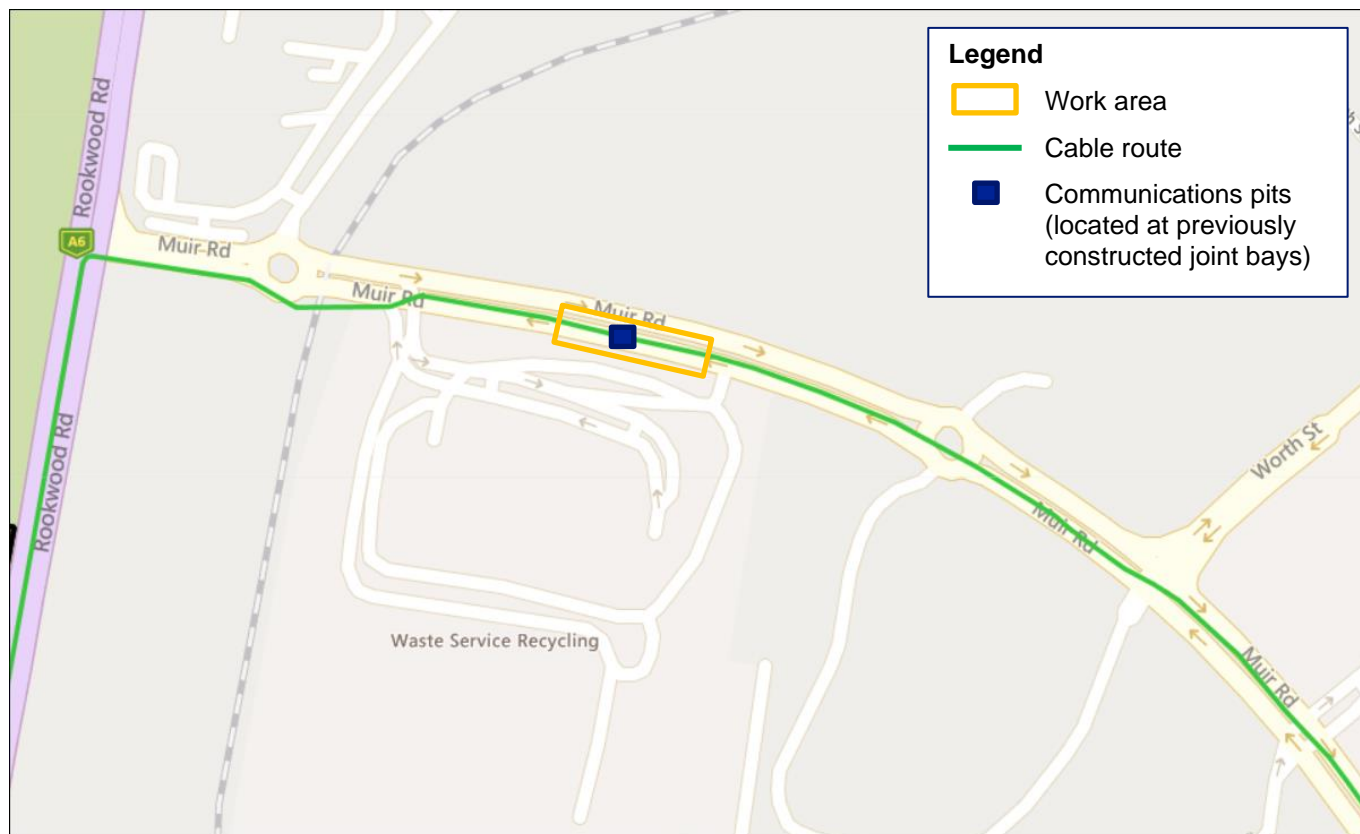 Legend
Work area
Cable route
Communications pits
(located at previously
constructed joint bays)
Rookwood Rd
A6
Muir Rd
Muir Rd
Muir Rd
Rookwood Rd
Worth St
Muir Rd
Waste Service Recycling
Muir Rd